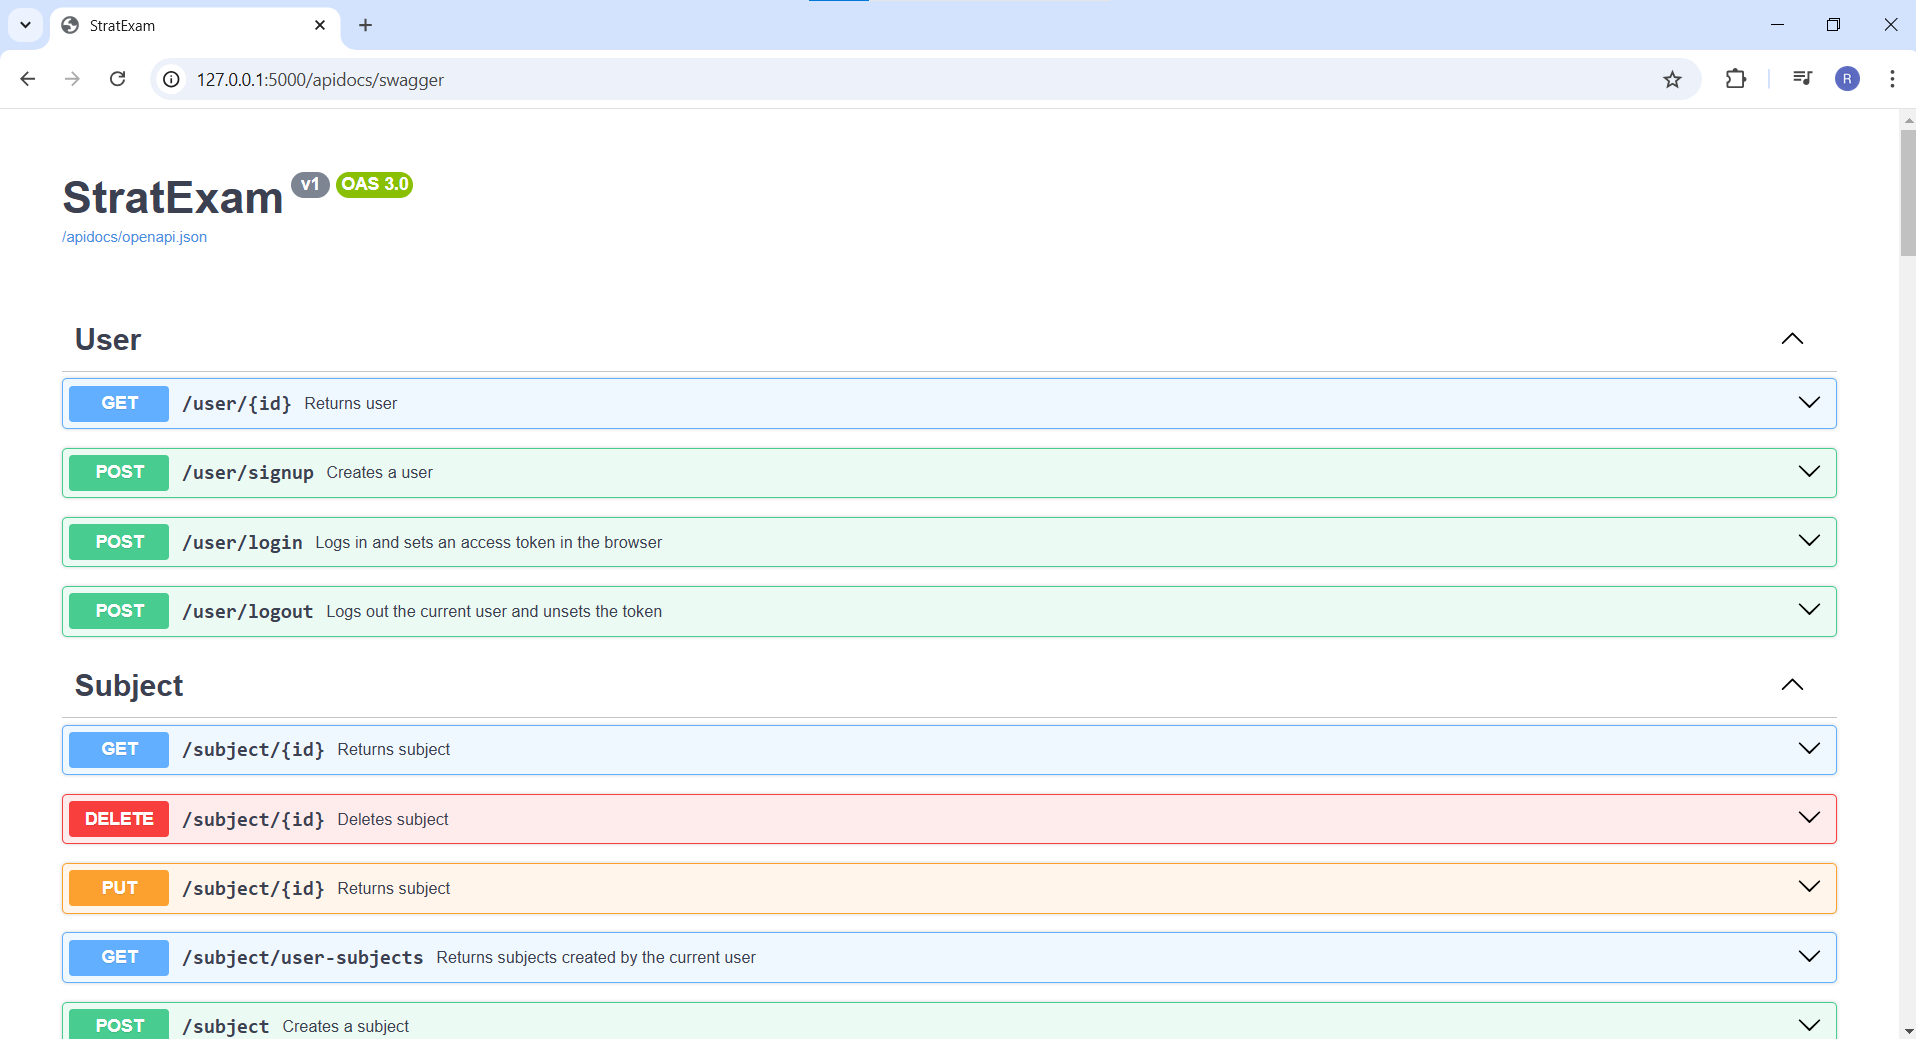 StratExam
127.0.0.1:5000/apidocs/swagger
R
StratExam v1 OAS 3.0
/apidocs/openapi.json
User
GET /user/{id} Returns user
POST /user/signup Creates a user
POST /user/login Logs in and sets an access token in the browser
POST /user/logout Logs out the current user and unsets the token
Subject
GET /subject/{id} Returns subject
DELETE /subject/{id} Deletes subject
PUT /subject/{id} Returns subject
GET /subject/user-subjects Returns subjects created by the current user
POST /subject Creates a subject